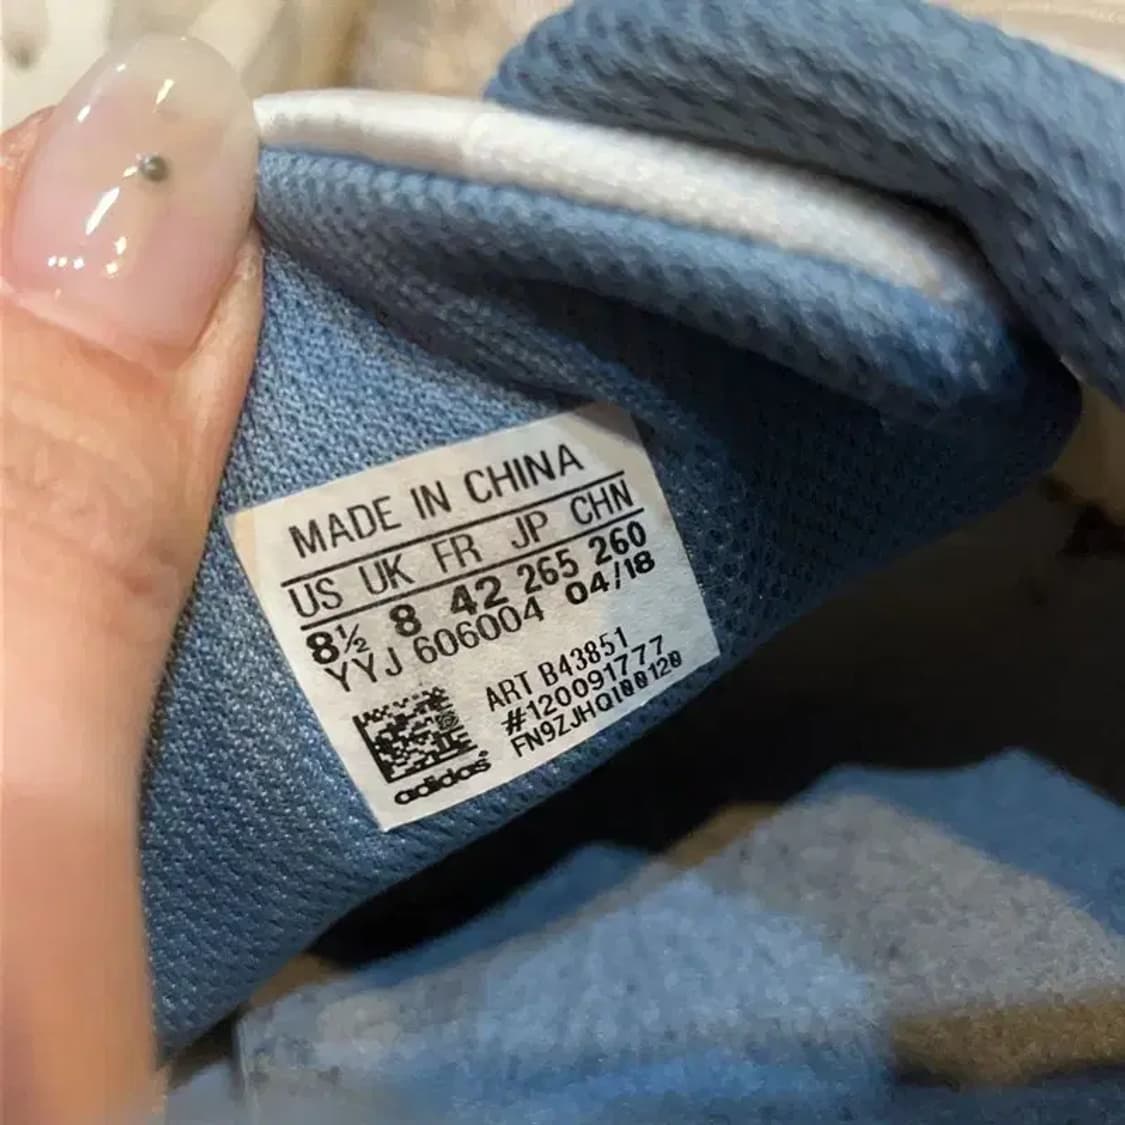 MADE IN CHINA
US UK FR JP CHN
8½ 8 42 265 260
YYJ 606004 04/18
ART B43851
#120091777
FN9ZJHQI00120
adidas